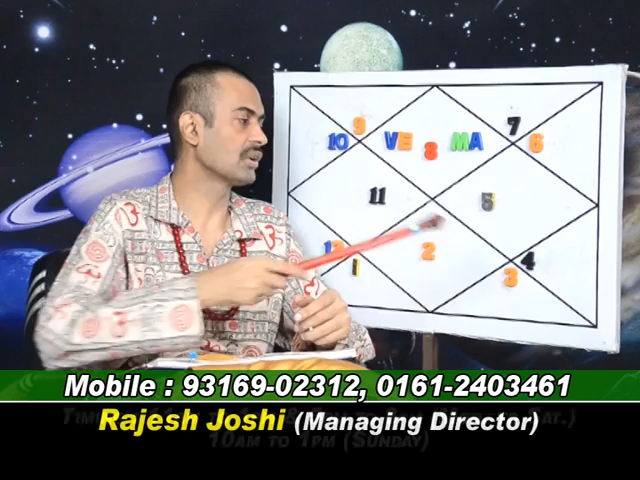 9
7
10
VE
8
MA
6
11
5
2
12
1
4
3
Mobile : 93169-02312, 0161-2403461
Rajesh Joshi (Managing Director)
10am to 1pm (Sunday)